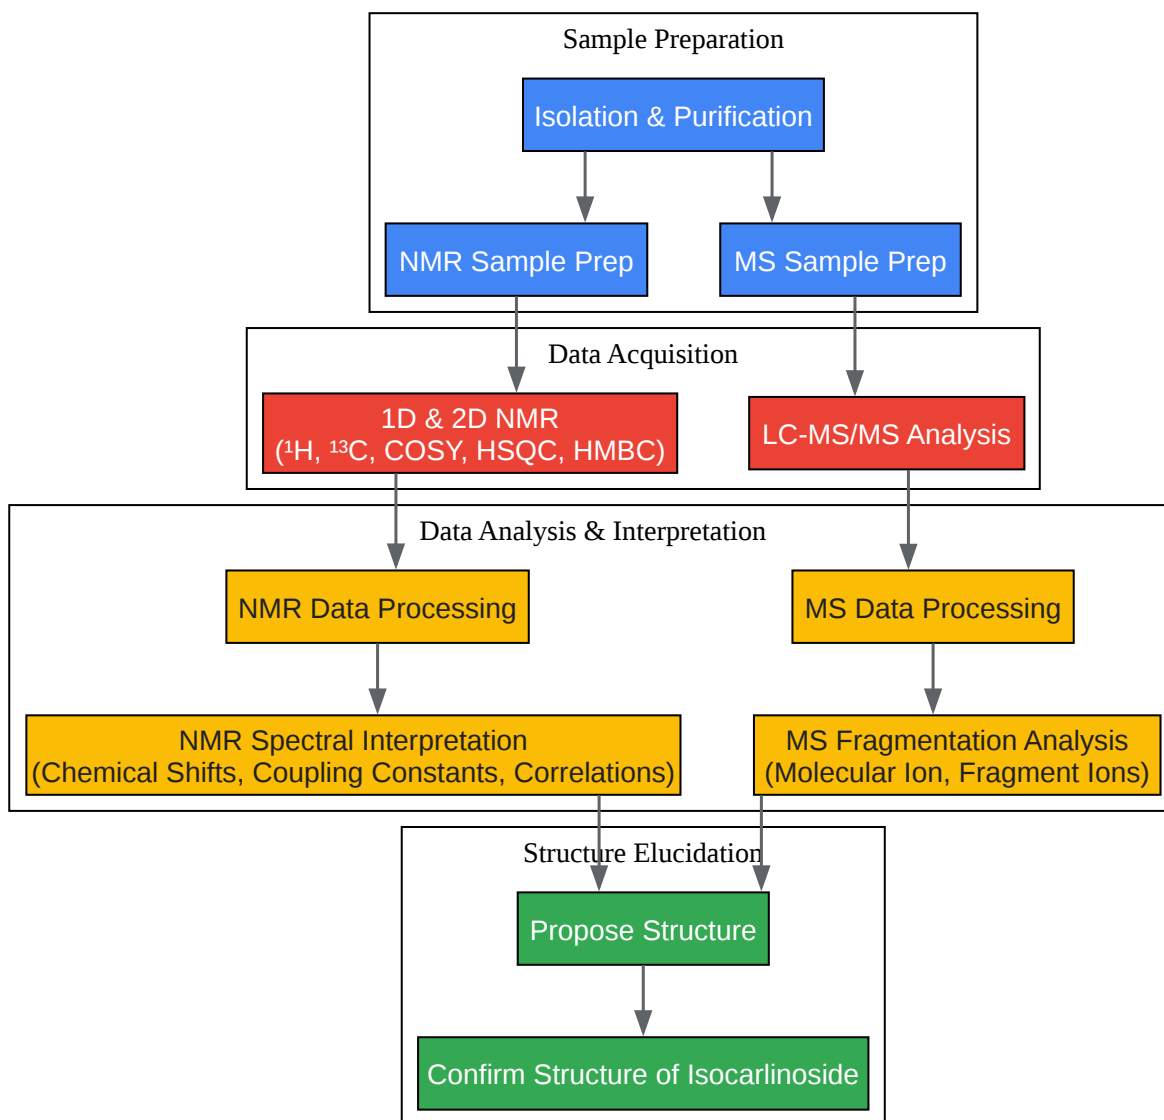 Sample Preparation
Isolation & Purification
NMR Sample Prep
MS Sample Prep
Data Acquisition
1D & 2D NMR
(¹H, ¹³C, COSY, HSQC, HMBC)
LC-MS/MS Analysis
Data Analysis & Interpretation
NMR Data Processing
MS Data Processing
NMR Spectral Interpretation
(Chemical Shifts, Coupling Constants, Correlations)
MS Fragmentation Analysis
(Molecular Ion, Fragment Ions)
Structure Elucidation
Propose Structure
Confirm Structure of Isocarlinoside